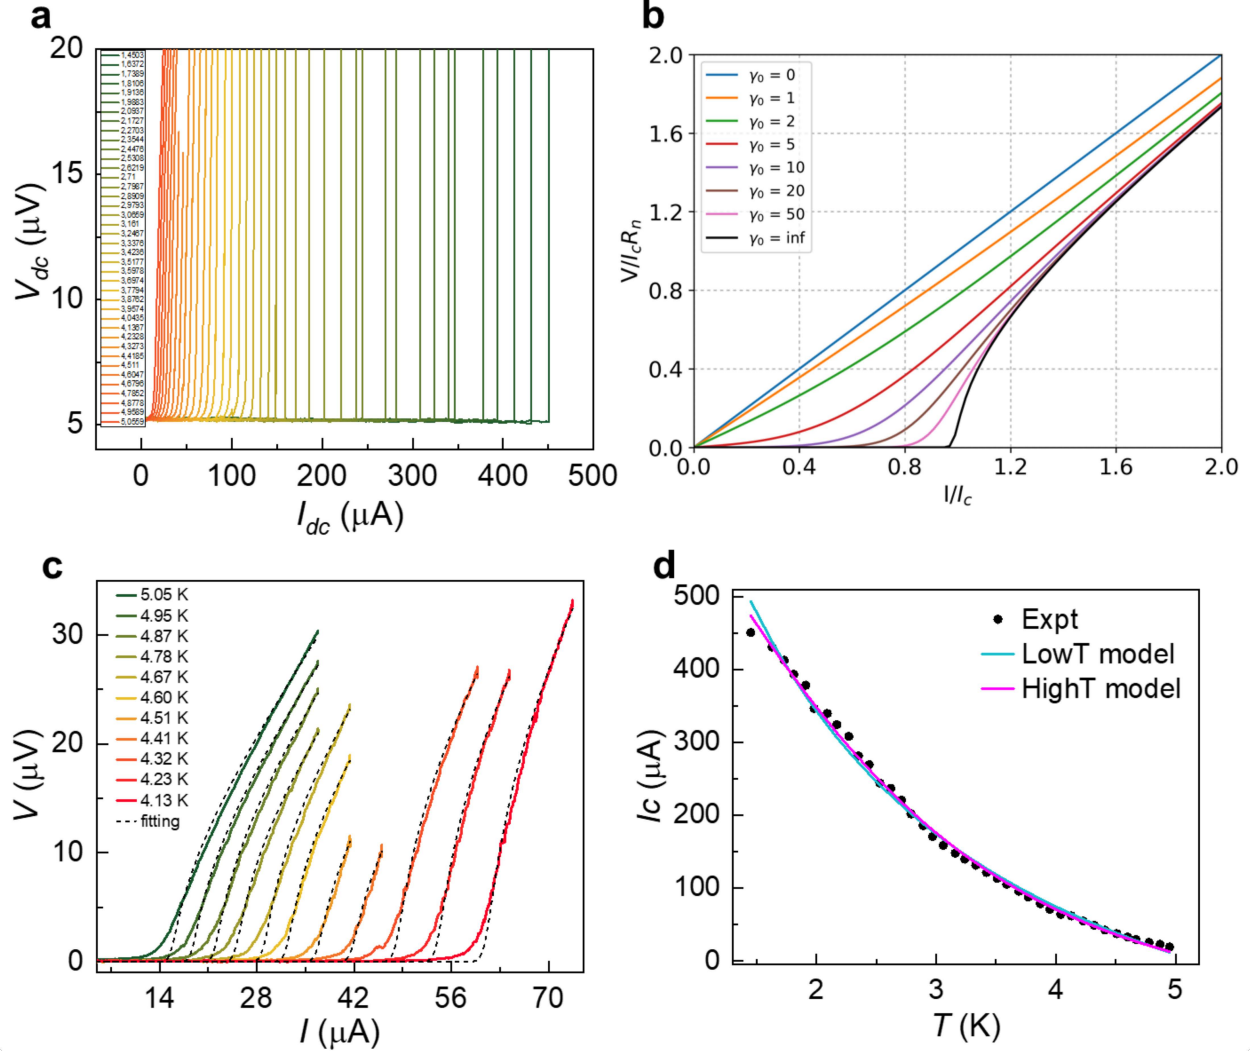 a
20
15
10
5
V_dc (μV)
1,4503
1,6372
1,7389
1,8106
1,9136
1,9883
2,0937
2,1727
2,2703
2,3544
2,4476
2,5308
2,6219
2,71
2,7987
2,8909
2,9793
3,0659
3,161
3,2467
3,3376
3,4236
3,5177
3,5978
3,6974
3,7794
3,8762
3,9574
4,0436
4,1367
4,2328
4,3273
4,4185
4,511
4,6047
4,6796
4,7852
4,8778
4,9589
5,0559
0 100 200 300 400 500
I_dc (μA)
b
2.0
1.6
1.2
0.8
0.4
0.0
V/I_cR_n
γ₀ = 0
γ₀ = 1
γ₀ = 2
γ₀ = 5
γ₀ = 10
γ₀ = 20
γ₀ = 50
γ₀ = inf
0.0 0.4 0.8 1.2 1.6 2.0
I/I_c
c
30
20
10
0
V (μV)
5.05 K
4.95 K
4.87 K
4.78 K
4.67 K
4.60 K
4.51 K
4.41 K
4.32 K
4.23 K
4.13 K
fitting
14 28 42 56 70
I (μA)
d
500
400
300
200
100
0
Ic (μA)
Expt
LowT model
HighT model
2 3 4 5
T (K)